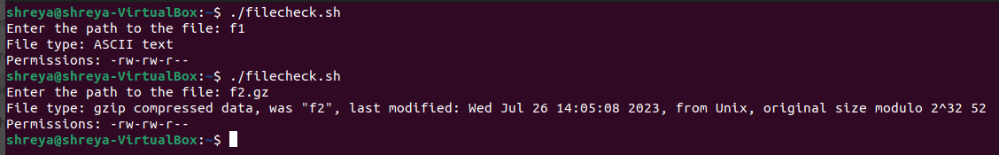 shreya@shreya-VirtualBox:~$ ./filecheck.sh
Enter the path to the file: f1
File type: ASCII text
Permissions: -rw-rw-r--
shreya@shreya-VirtualBox:~$ ./filecheck.sh
Enter the path to the file: f2.gz
File type: gzip compressed data, was "f2", last modified: Wed Jul 26 14:05:08 2023, from Unix, original size modulo 2^32 52
Permissions: -rw-rw-r--
shreya@shreya-VirtualBox:~$